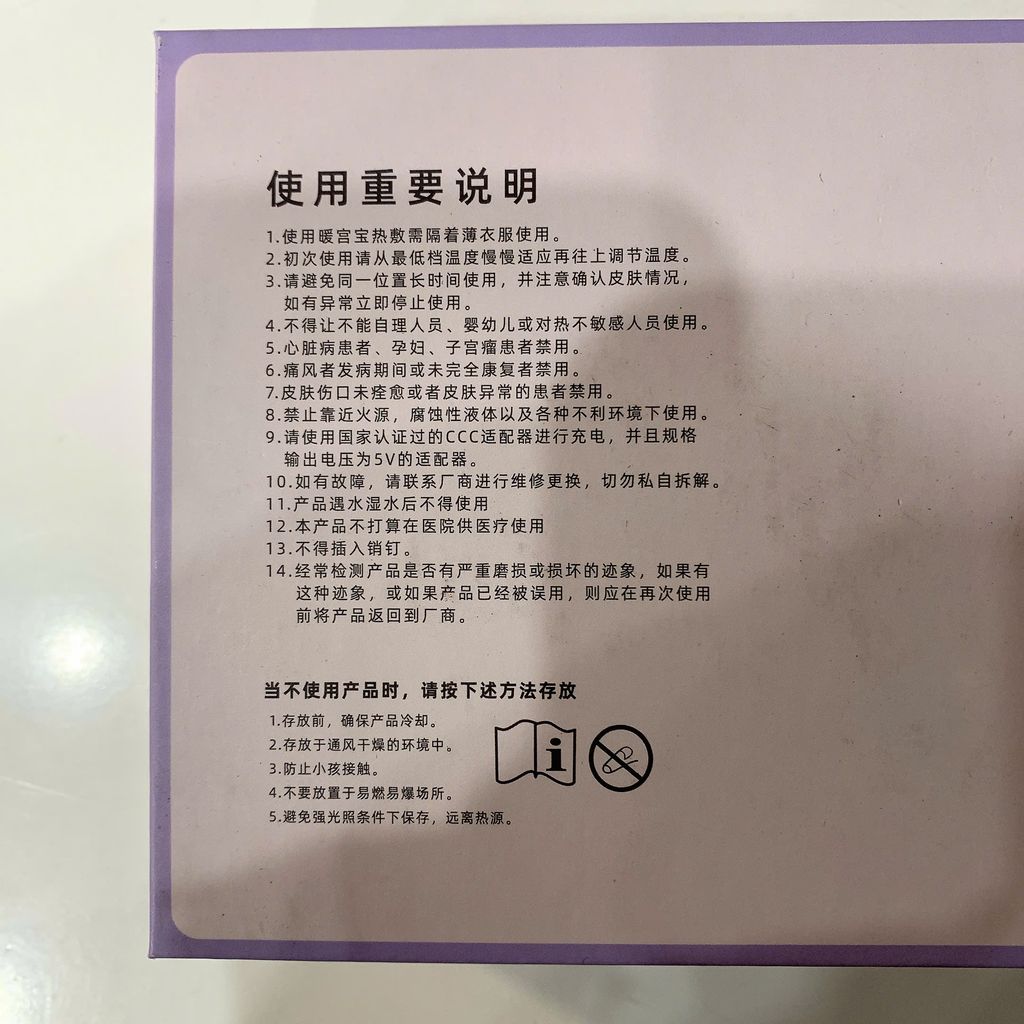 使用重要说明
1.使用暖宫宝热敷需隔着薄衣服使用。
2.初次使用请从最低档温度慢慢适应再往上调节温度。
3.请避免同一位置长时间使用，并注意确认皮肤情况，
如有异常立即停止使用。
4.不得让不能自理人员、婴幼儿或对热不敏感人员使用。
5.心脏病患者、孕妇、子宫瘤患者禁用。
6.痛风者发病期间或未完全康复者禁用。
7.皮肤伤口未痊愈或者皮肤异常的患者禁用。
8.禁止靠近火源，腐蚀性液体以及各种不利环境下使用。
9.请使用国家认证过的CCC适配器进行充电，并且规格
输出电压为5V的适配器。
10.如有故障，请联系厂商进行维修更换，切勿私自拆解。
11.产品遇水湿水后不得使用
12.本产品不打算在医院供医疗使用
13.不得插入销钉。
14.经常检测产品是否有严重磨损或损坏的迹象，如果有
这种迹象，或如果产品已经被误用，则应在再次使用
前将产品返回到厂商。
当不使用产品时，请按下述方法存放
1.存放前，确保产品冷却。
2.存放于通风干燥的环境中。
3.防止小孩接触。
4.不要放置于易燃易爆场所。
5.避免强光照条件下保存，远离热源。